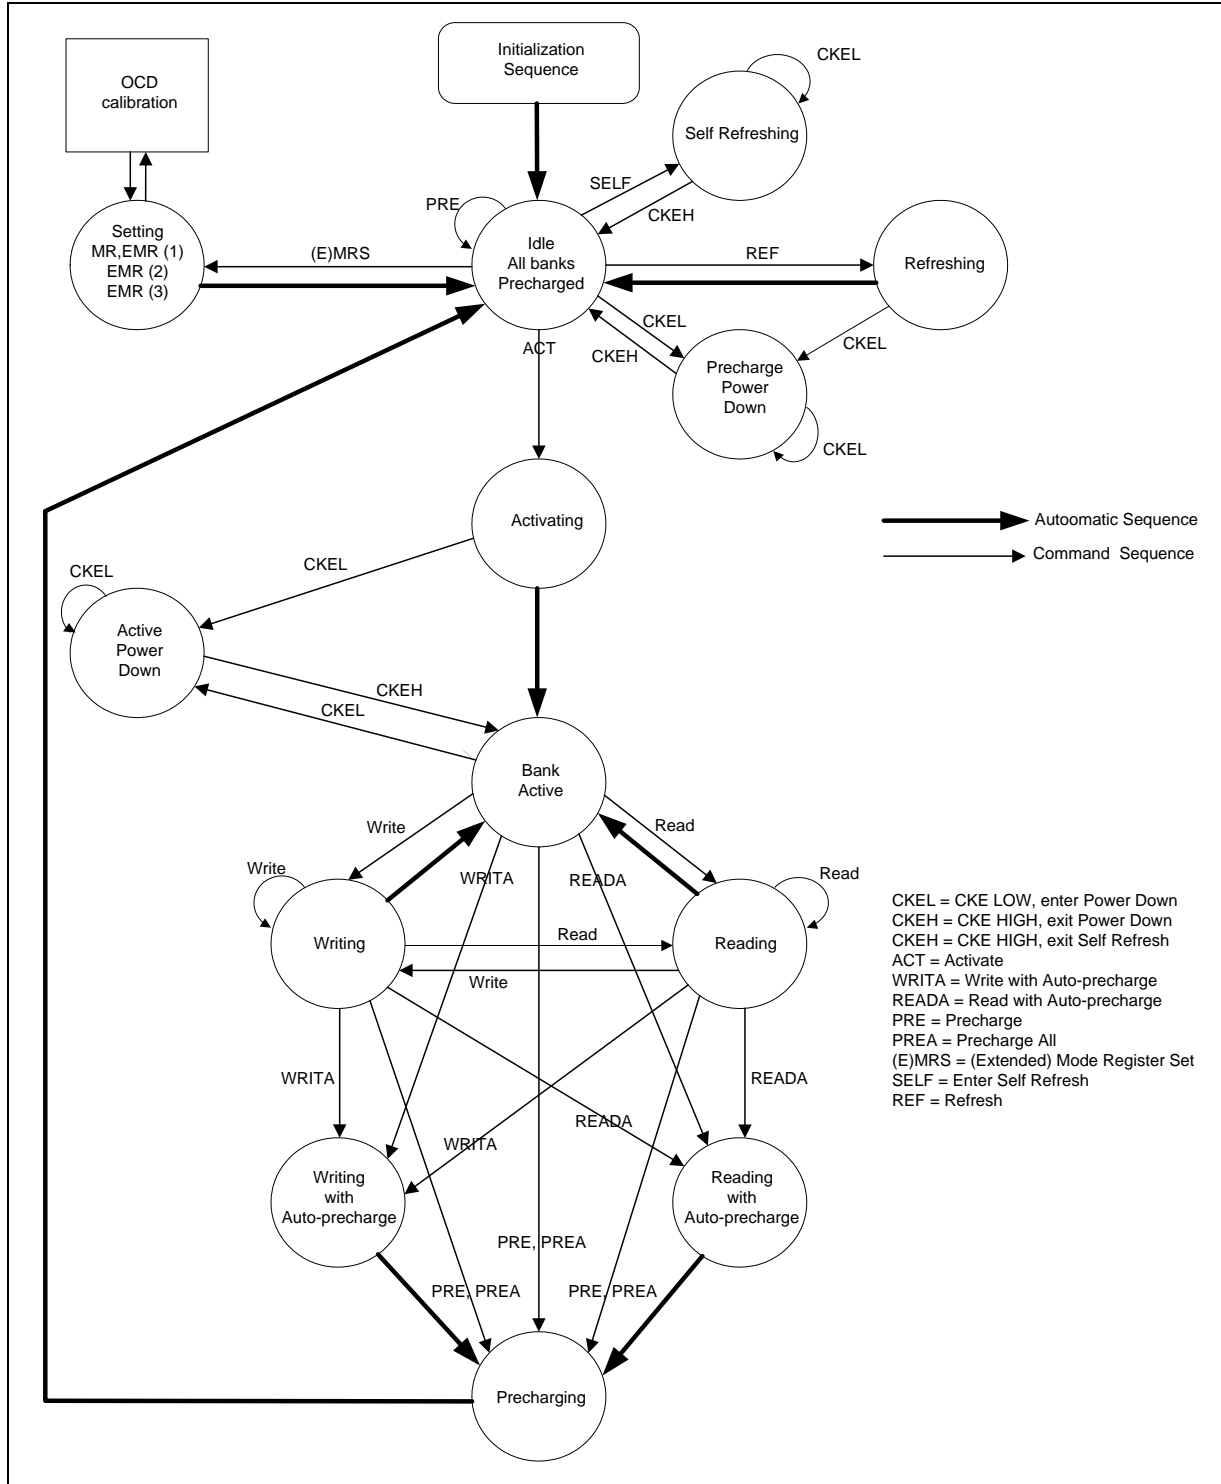 Initialization
Sequence
OCD
calibration
CKEL
Self Refreshing
SELF
CKEH
PRE
Setting
MR,EMR (1)
EMR (2)
EMR (3)
(E)MRS
Idle
All banks
Precharged
REF
Refreshing
CKEL
CKEH
CKEL
ACT
Precharge
Power
Down
CKEL
Activating
Autoomatic Sequence
Command Sequence
CKEL
CKEL
Active
Power
Down
CKEH
CKEL
Bank
Active
Write
Read
Write
WRITA
READA
Read
Writing
Read
Reading
Write
CKEL = CKE LOW, enter Power Down
CKEH = CKE HIGH, exit Power Down
CKEH = CKE HIGH, exit Self Refresh
ACT = Activate
WRITA = Write with Auto-precharge
READA = Read with Auto-precharge
PRE = Precharge
PREA = Precharge All
(E)MRS = (Extended) Mode Register Set
SELF = Enter Self Refresh
REF = Refresh
WRITA
READA
READA
WRITA
Writing
with
Auto-precharge
Reading
with
Auto-precharge
PRE, PREA
PRE, PREA
PRE, PREA
Precharging